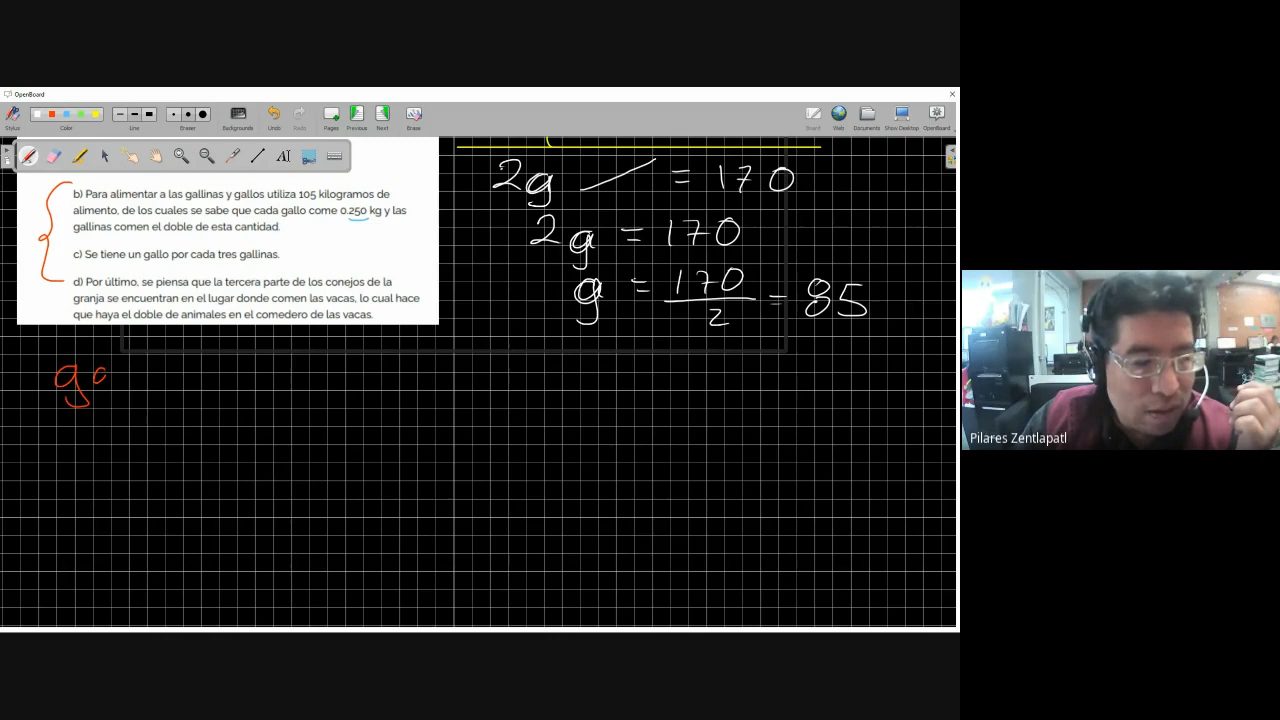 OpenBoard
Stylus
Color
Line
Eraser
Backgrounds
Undo
Redo
Pages
Previous
Next
Erase
Board
Web
Documents
Show Desktop
OpenBoard
b) Para alimentar a las gallinas y gallos utiliza 105 kilogramos de
alimento, de los cuales se sabe que cada gallo come 0.250 kg y las
gallinas comen el doble de esta cantidad.
c) Se tiene un gallo por cada tres gallinas.
d) Por último, se piensa que la tercera parte de los conejos de la
granja se encuentran en el lugar donde comen las vacas, lo cual hace
que haya el doble de animales en el comedero de las vacas.
2g = 170
2g = 170
g = 170/2 = 85
ga
Pilares Zentlapatl